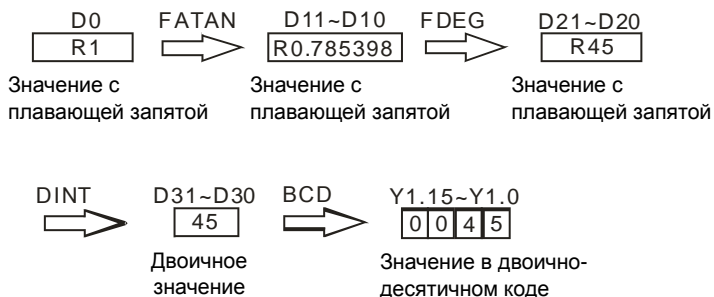 D0 FATAN D11~D10 FDEG D21~D20
R1 R0.785398 R45
Значение с плавающей запятой Значение с плавающей запятой Значение с плавающей запятой
DINT D31~D30 BCD Y1.15~Y1.0
45 0 0 4 5
Двоичное значение Значение в двоично-десятичном коде